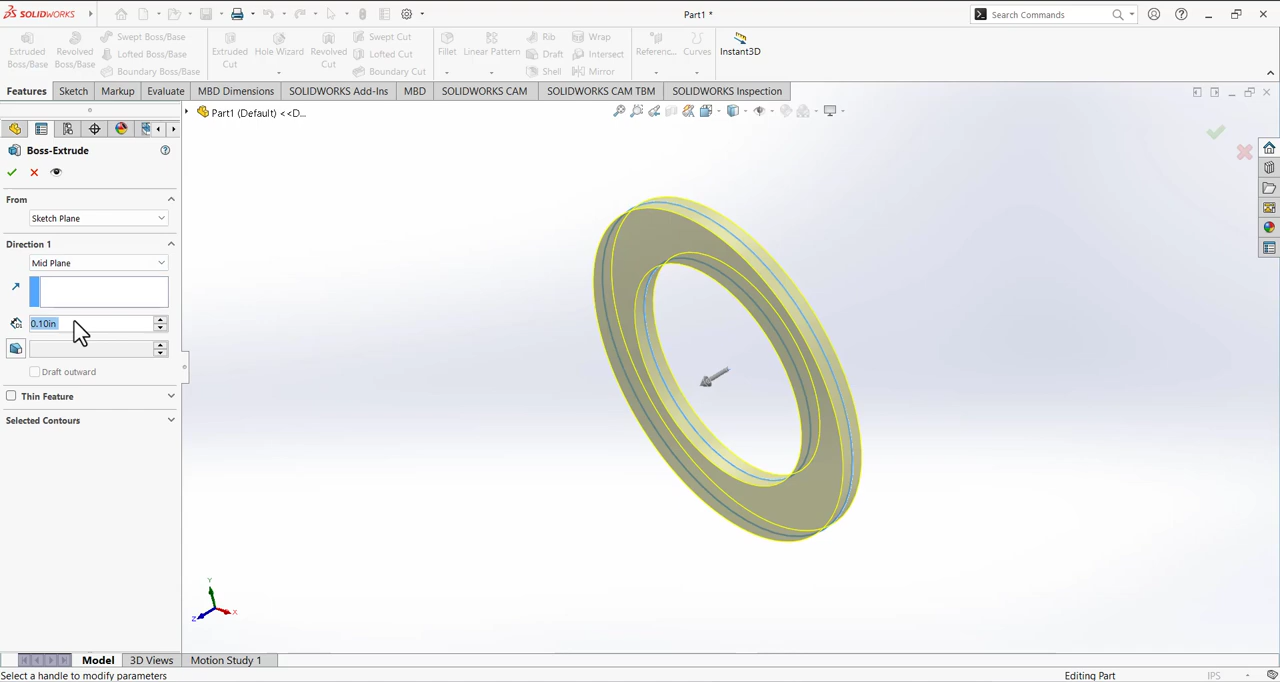 SOLIDWORKS
Part1 *
Search Commands
Extruded Boss/Base
Revolved Boss/Base
Swept Boss/Base
Lofted Boss/Base
Boundary Boss/Base
Extruded Cut
Hole Wizard
Revolved Cut
Swept Cut
Lofted Cut
Boundary Cut
Fillet
Linear Pattern
Rib
Draft
Shell
Wrap
Intersect
Mirror
Referenc...
Curves
Instant3D
Features
Sketch
Markup
Evaluate
MBD Dimensions
SOLIDWORKS Add-Ins
MBD
SOLIDWORKS CAM
SOLIDWORKS CAM TBM
SOLIDWORKS Inspection
Part1 (Default) <<D...
Boss-Extrude
From
Sketch Plane
Direction 1
Mid Plane
0.10in
Draft outward
Thin Feature
Selected Contours
Y
X
Z
Model
3D Views
Motion Study 1
Select a handle to modify parameters
Editing Part
IPS